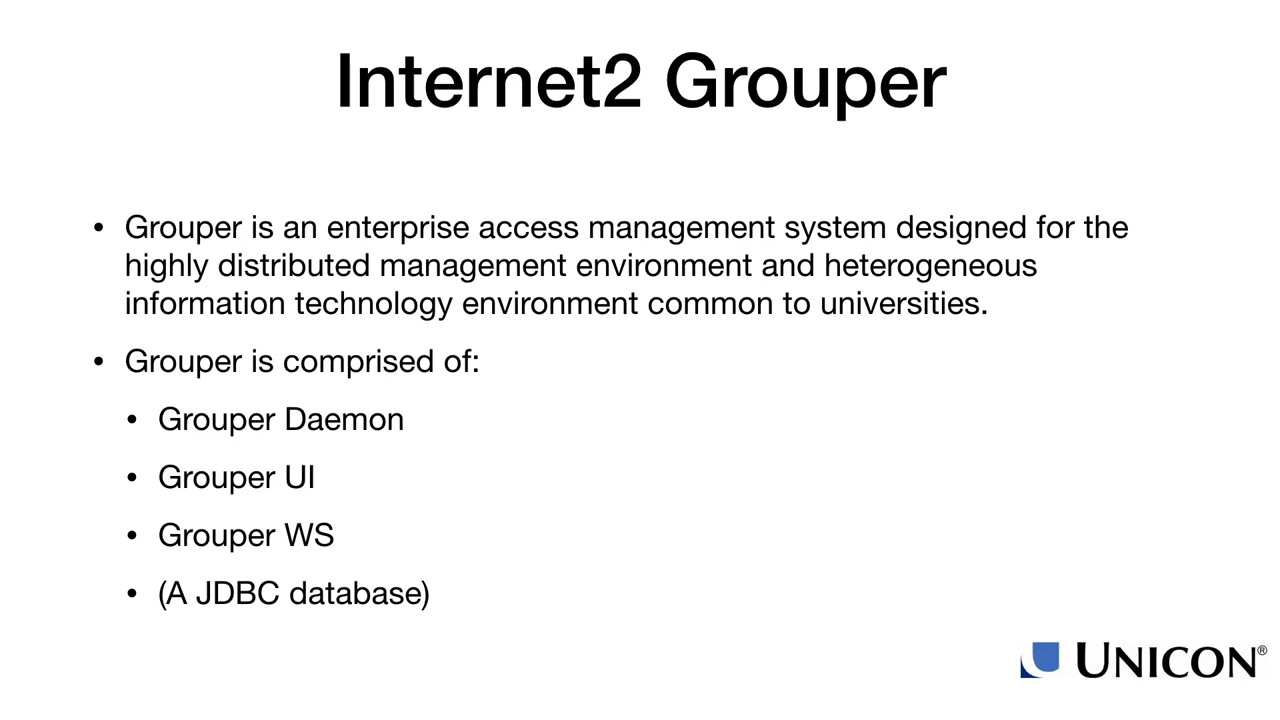 Internet2 Grouper
• Grouper is an enterprise access management system designed for the
highly distributed management environment and heterogeneous
information technology environment common to universities.
• Grouper is comprised of:
• Grouper Daemon
• Grouper UI
• Grouper WS
• (A JDBC database)
UNICON®